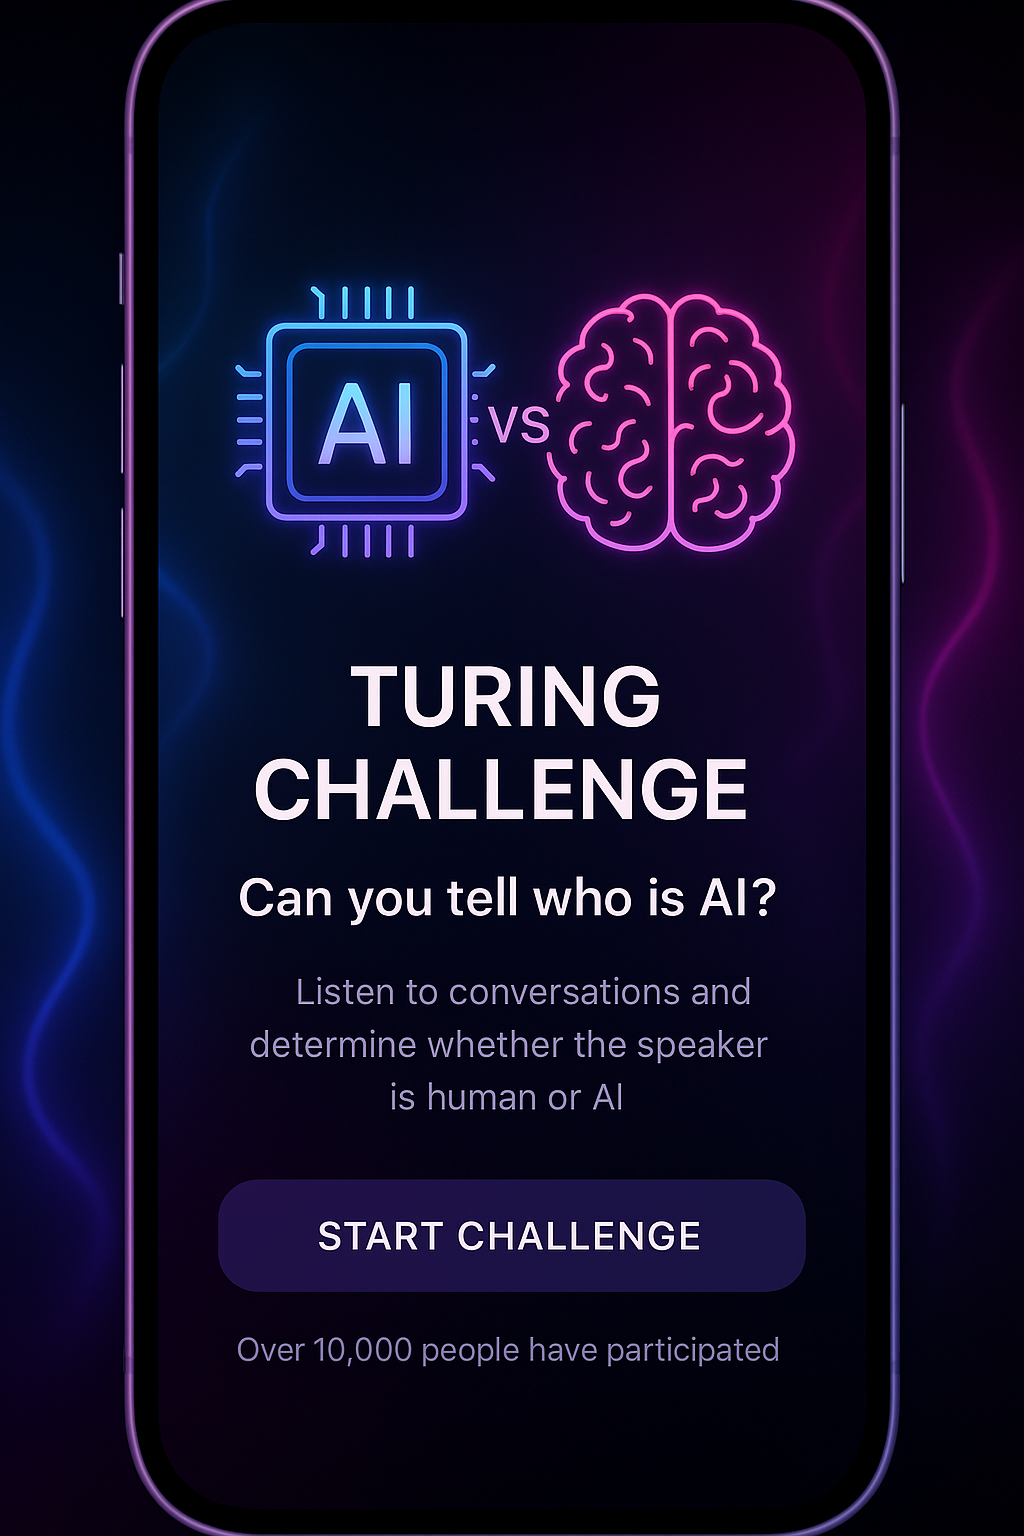 AI
VS
TURING
CHALLENGE
Can you tell who is AI?
Listen to conversations and
determine whether the speaker
is human or AI
START CHALLENGE
Over 10,000 people have participated